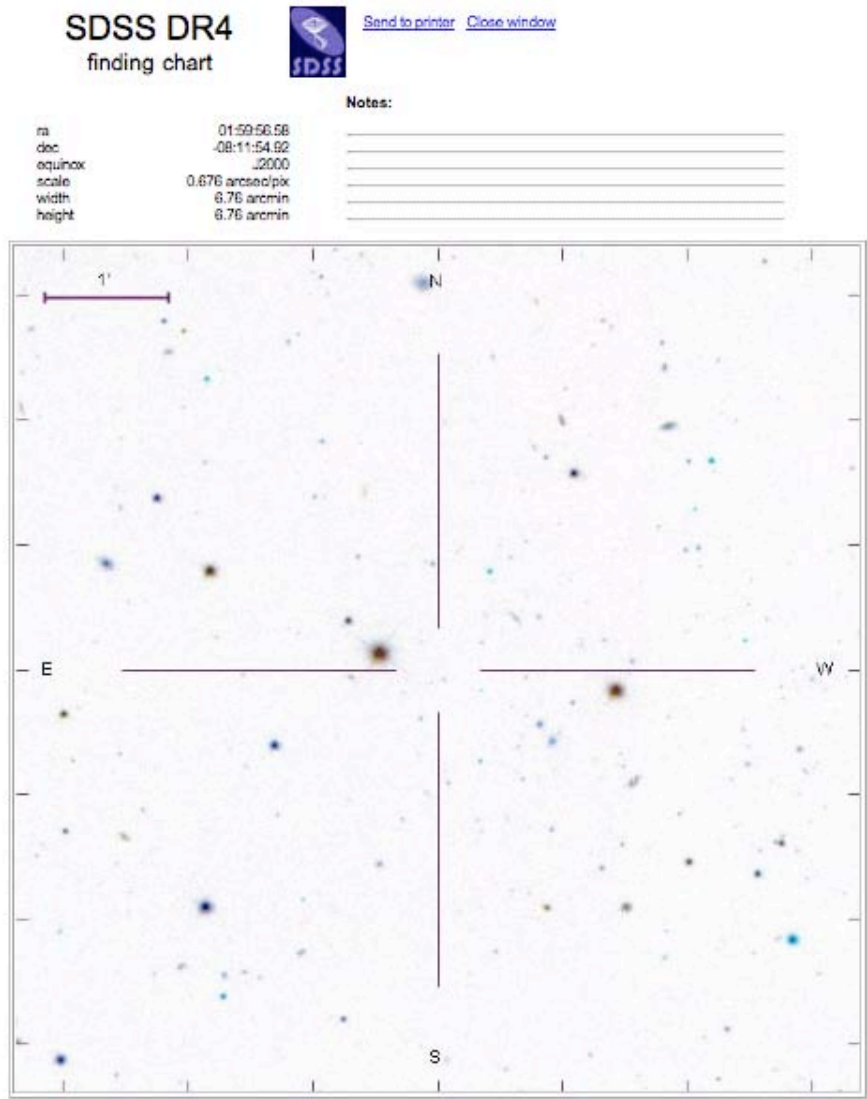 SDSS DR4
finding chart
SDSS
Send to printer Close window
Notes:
ra 01:59:56.58
dec -08:11:54.92
equinox J2000
scale 0.676 arcsec/pix
width 6.76 arcmin
height 6.76 arcmin
1'
N
E
W
S